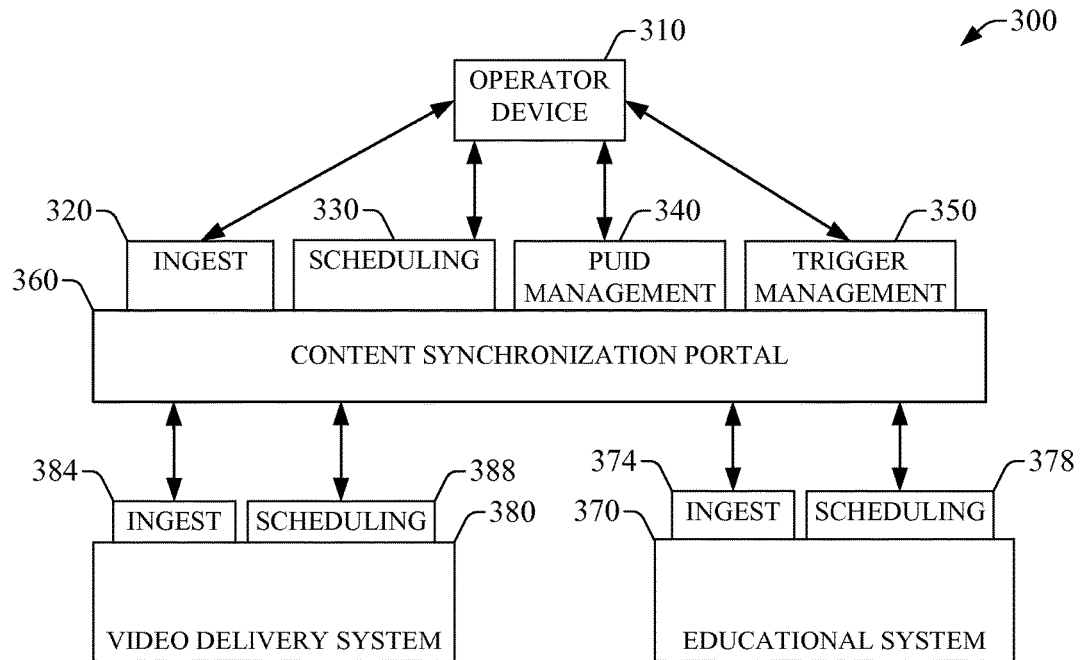 300
310
OPERATOR
DEVICE
320
330
340
350
INGEST
SCHEDULING
PUID
MANAGEMENT
TRIGGER
MANAGEMENT
360
CONTENT SYNCHRONIZATION PORTAL
384
388
374
378
INGEST
SCHEDULING
380
370
INGEST
SCHEDULING
VIDEO DELIVERY SYSTEM
EDUCATIONAL SYSTEM